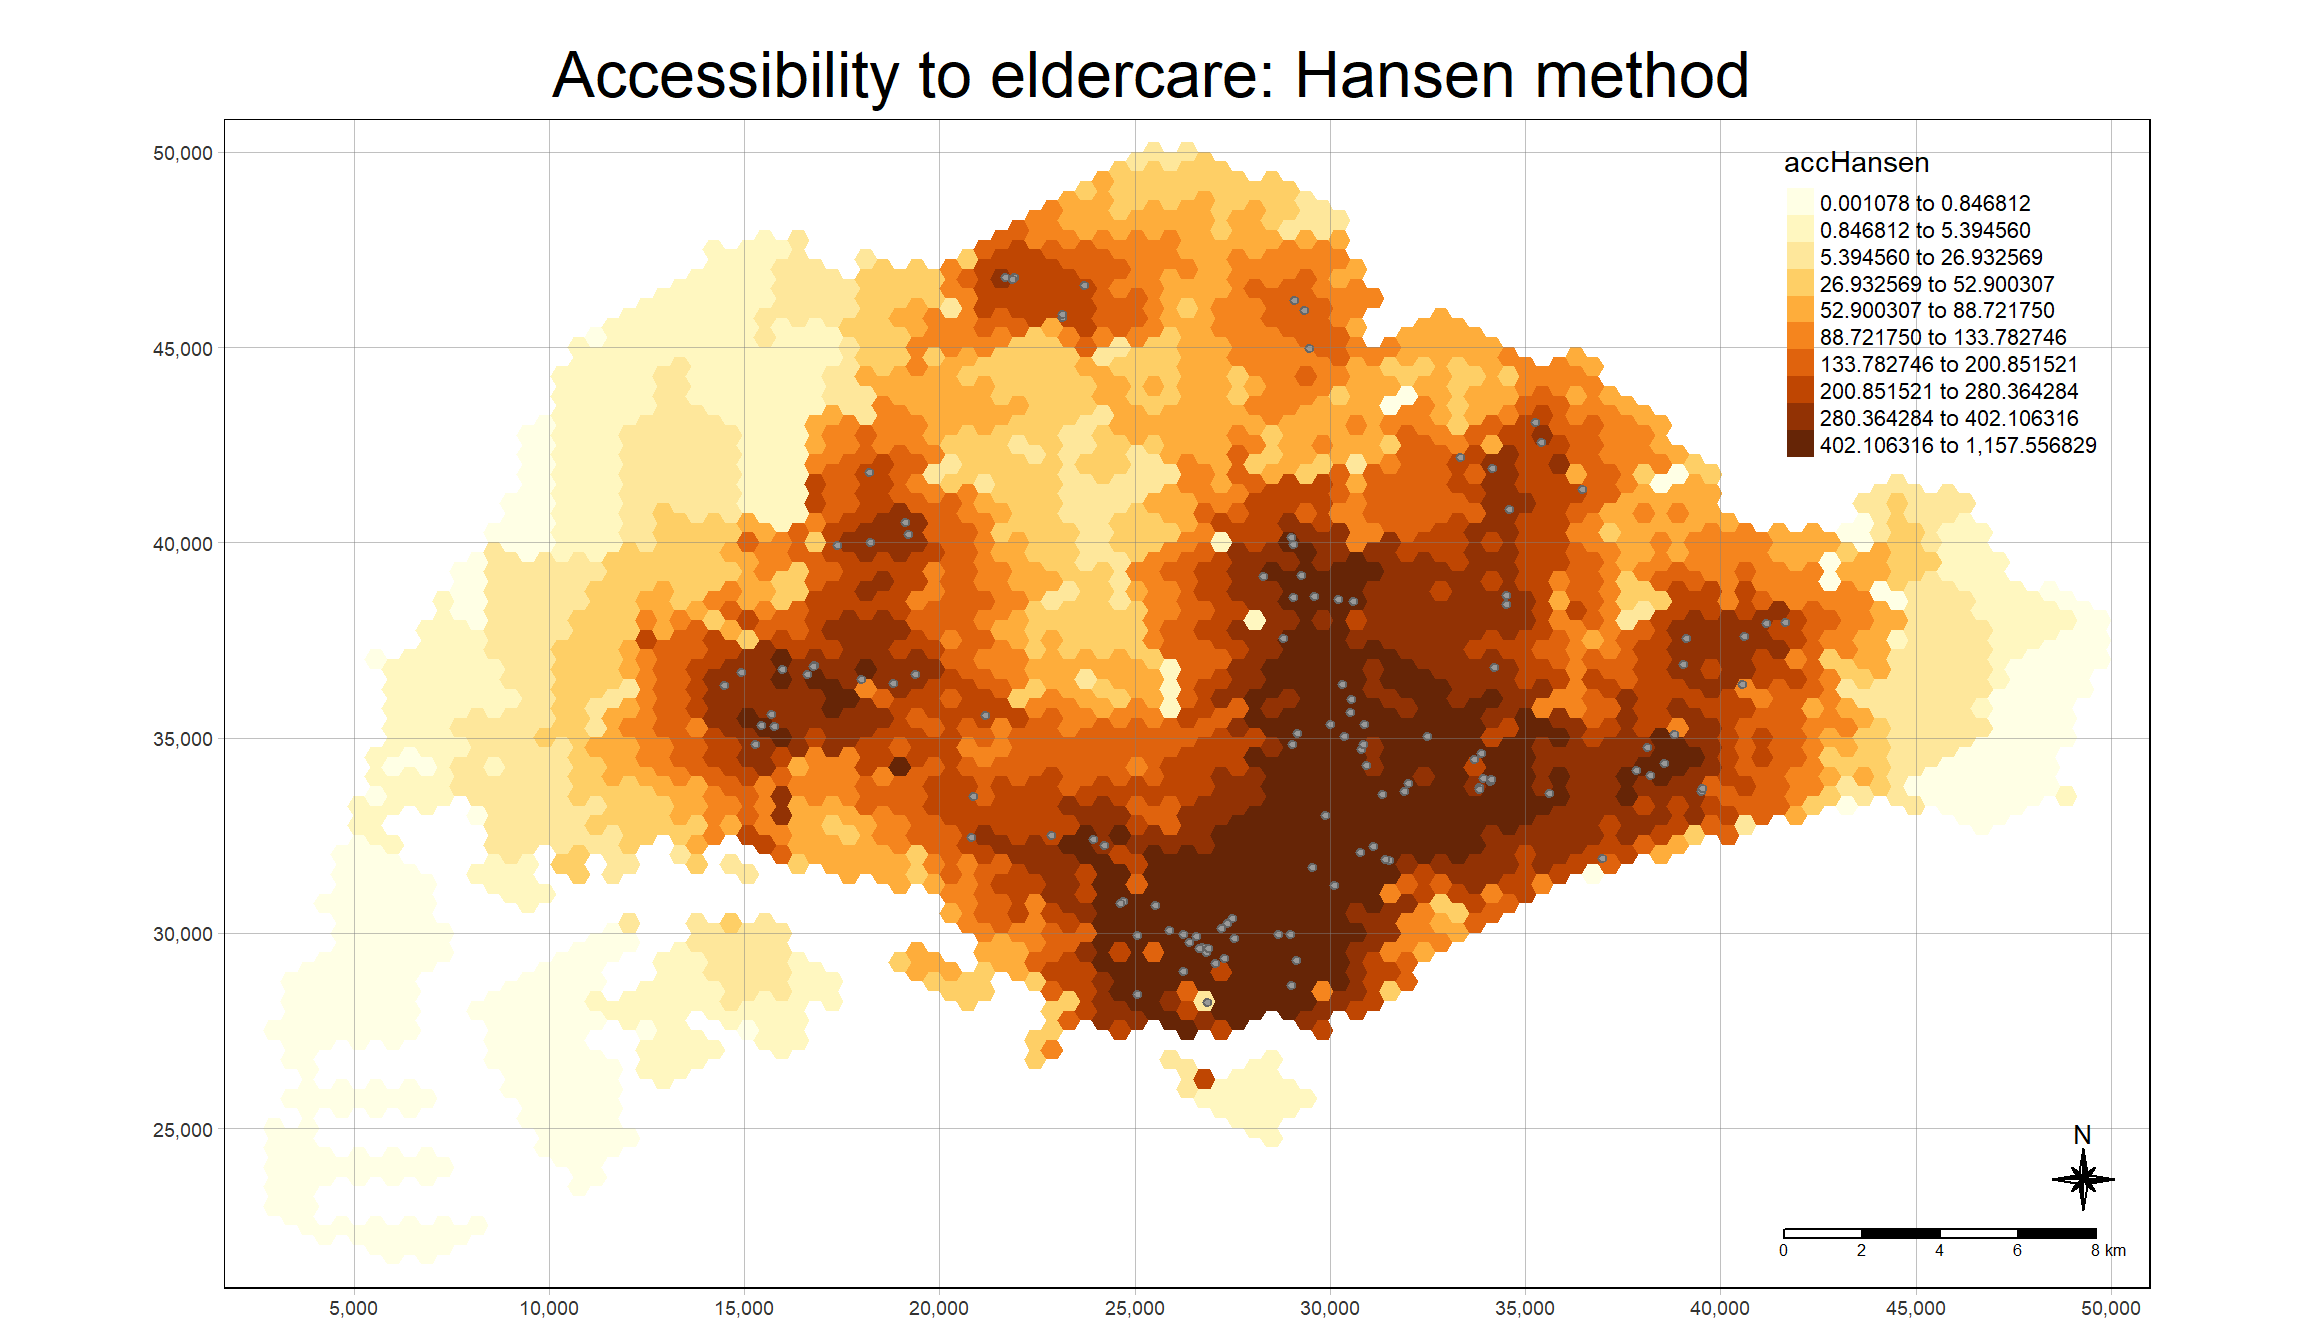 Accessibility to eldercare: Hansen method
accHansen
0.001078 to 0.846812
0.846812 to 5.394560
5.394560 to 26.932569
26.932569 to 52.900307
52.900307 to 88.721750
88.721750 to 133.782746
133.782746 to 200.851521
200.851521 to 280.364284
280.364284 to 402.106316
402.106316 to 1,157.556829
50,000
45,000
40,000
35,000
30,000
25,000
N
0 2 4 6 8 km
5,000 10,000 15,000 20,000 25,000 30,000 35,000 40,000 45,000 50,000